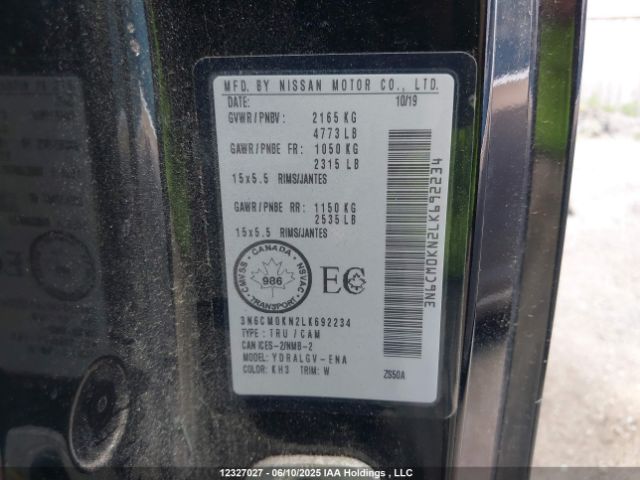 MFD. BY NISSAN MOTOR CO., LTD.
DATE: 10/19
GVWR/PNBV: 2165 KG
4773 LB
GAWR/PNBE FR: 1050 KG
2315 LB
15x5.5 RIMS/JANTES
GAWR/PNBE RR: 1150 KG
2535 LB
15x5.5 RIMS/JANTES
CANADA
CMVSS 986 NSVAC
TRANSPORT
EC
3N6CM0KN2LK692234
TYPE: TRU/CAM
CAN ICES-2/NMB-2
MODEL: YDRALGV-ENA
COLOR: KH3 TRIM: W ZS50A
3N6CM0KN2LK692234
12327027 - 06/10/2025 - IAA Holdings, LLC